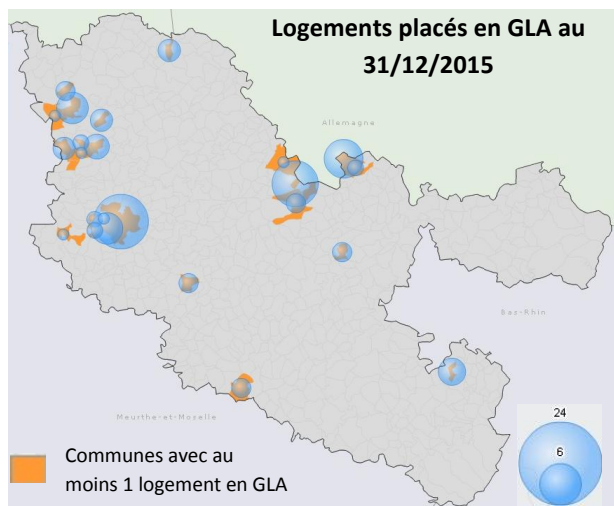 Logements placés en GLA au
31/12/2015
Allemagne
Bas-Rhin
Meurthe-et-Moselle
24
6
Communes avec au
moins 1 logement en GLA